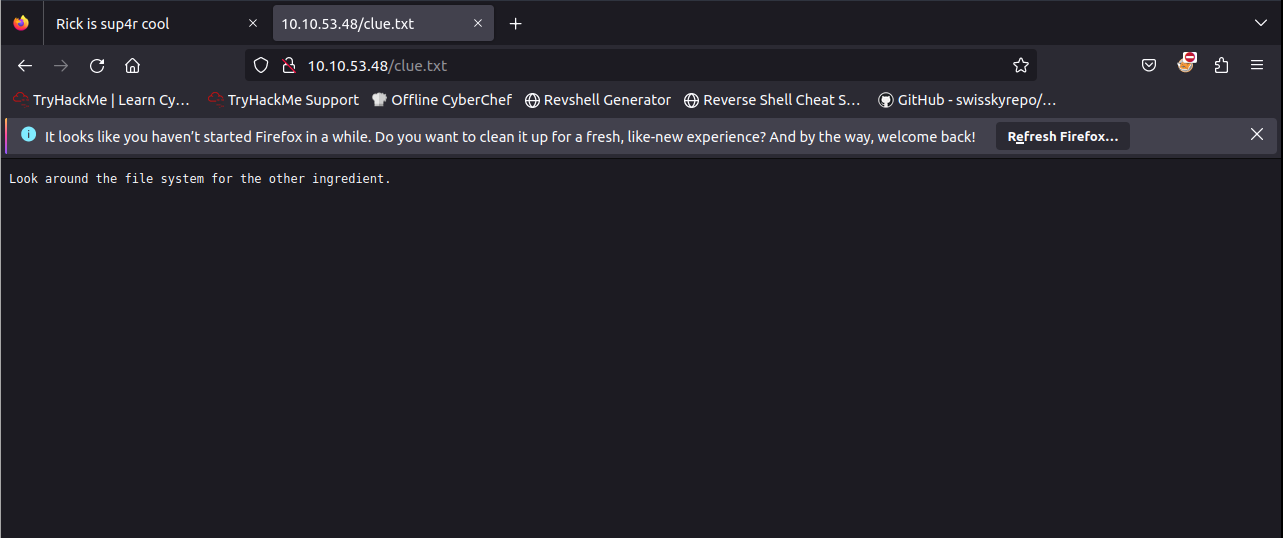 Rick is sup4r cool
10.10.53.48/clue.txt
10.10.53.48/clue.txt
TryHackMe | Learn Cy… TryHackMe Support Offline CyberChef Revshell Generator Reverse Shell Cheat S… GitHub - swisskyrepo/…
It looks like you haven’t started Firefox in a while. Do you want to clean it up for a fresh, like-new experience? And by the way, welcome back! Refresh Firefox…
Look around the file system for the other ingredient.